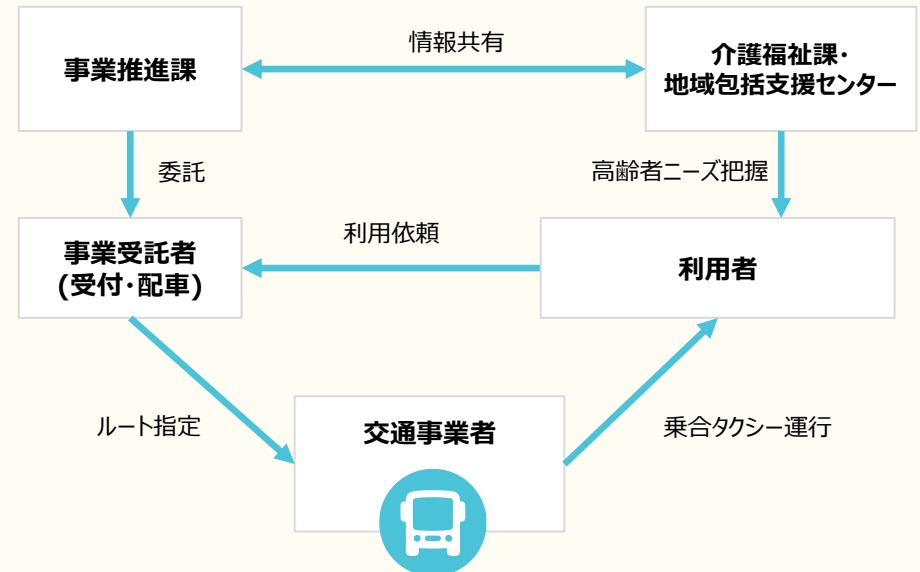 情報共有
事業推進課
介護福祉課・
地域包括支援センター
委託
高齢者ニーズ把握
利用依頼
事業受託者
(受付・配車)
利用者
ルート指定
交通事業者
乗合タクシー運行